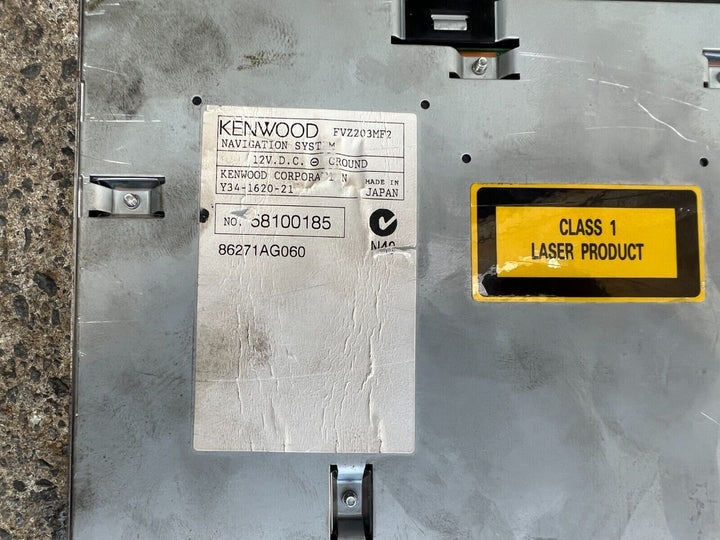 KENWOOD FVZ203MF2
NAVIGATION SYSTEM
12V.D.C. ⊖ GROUND
KENWOOD CORPORATION
Y34-1620-21
MADE IN
JAPAN
NO. 58100185
N40
86271AG060
CLASS 1
LASER PRODUCT